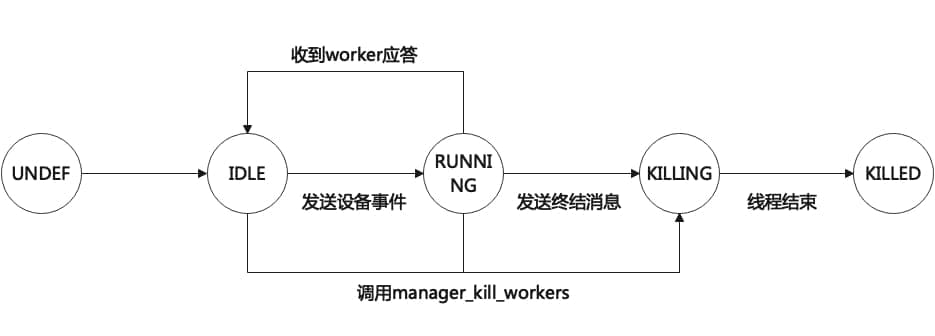 收到worker应答
UNDEF
IDLE
RUNNI
NG
KILLING
KILLED
发送设备事件
发送终结消息
线程结束
调用manager_kill_workers